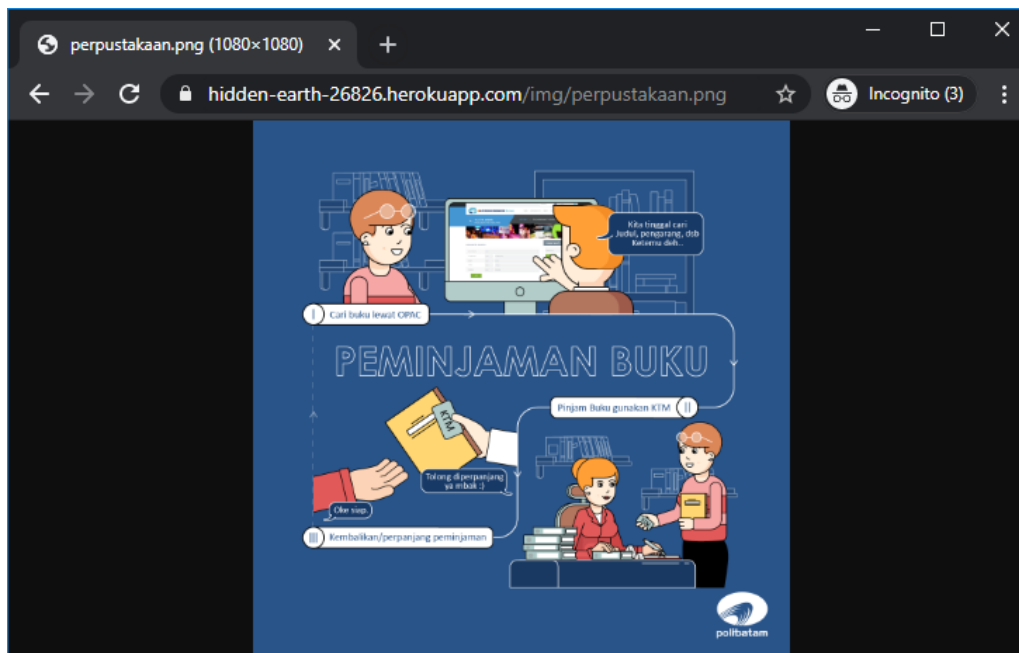 perpustakaan.png (1080×1080)
hidden-earth-26826.herokuapp.com/img/perpustakaan.png
Incognito (3)
Kita tinggal cari
Judul, pengarang, dsb
Ketemu deh...
I Cari buku lewat OPAC
PEMINJAMAN BUKU
Pinjam Buku gunakan KTM II
KTM
Tolong diperpanjang
ya mbak :)
Oke siap.
III Kembalikan/perpanjang peminjaman
polibatam